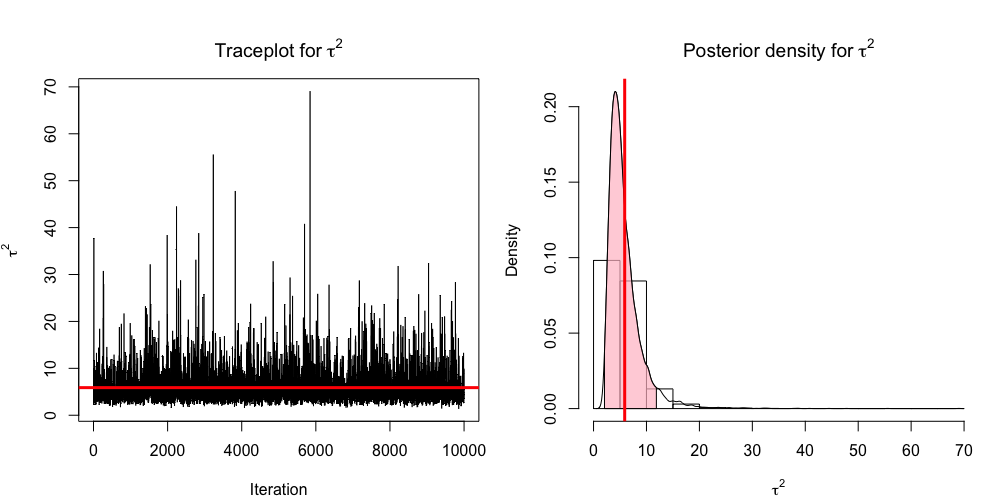 Traceplot for τ²
70
60
50
40
30
20
10
0
τ²
0 2000 4000 6000 8000 10000
Iteration
Posterior density for τ²
0.20
0.15
0.10
0.05
0.00
Density
0 10 20 30 40 50 60 70
τ²